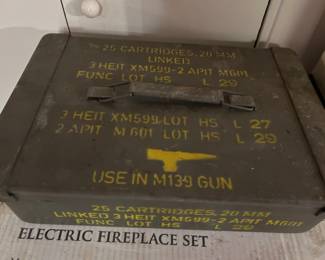 25 CARTRIDGES, 20 MM
LINKED
3 HEIT XM599-2 APIT M601
FUNC LOT HS L 29
3 HEIT XM599-LOT HS L 27
2 APIT M 601 LOT HS L 29
USE IN M139 GUN
25 CARTRIDGES, 20 MM
LINKED 3 HEIT XM599-2 APIT M601
FUNC LOT HS L 29
ELECTRIC FIREPLACE SET